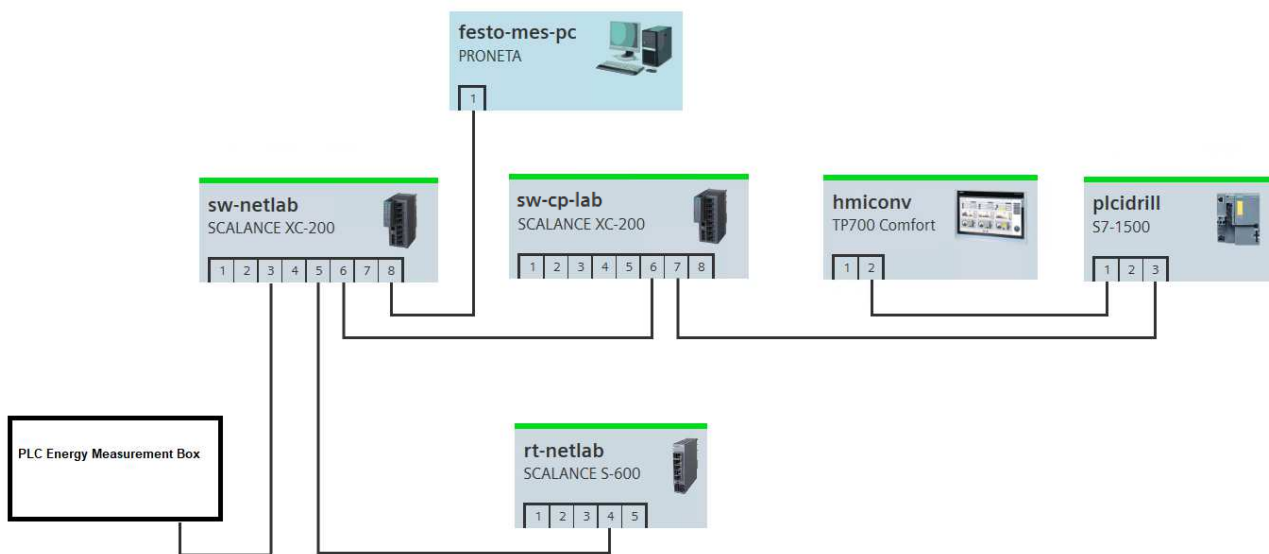 festo-mes-pc
PRONETA
1
sw-netlab
SCALANCE XC-200
1 2 3 4 5 6 7 8
sw-cp-lab
SCALANCE XC-200
1 2 3 4 5 6 7 8
hmiconv
TP700 Comfort
1 2
plcidrill
S7-1500
1 2 3
PLC Energy Measurement Box
rt-netlab
SCALANCE S-600
1 2 3 4 5